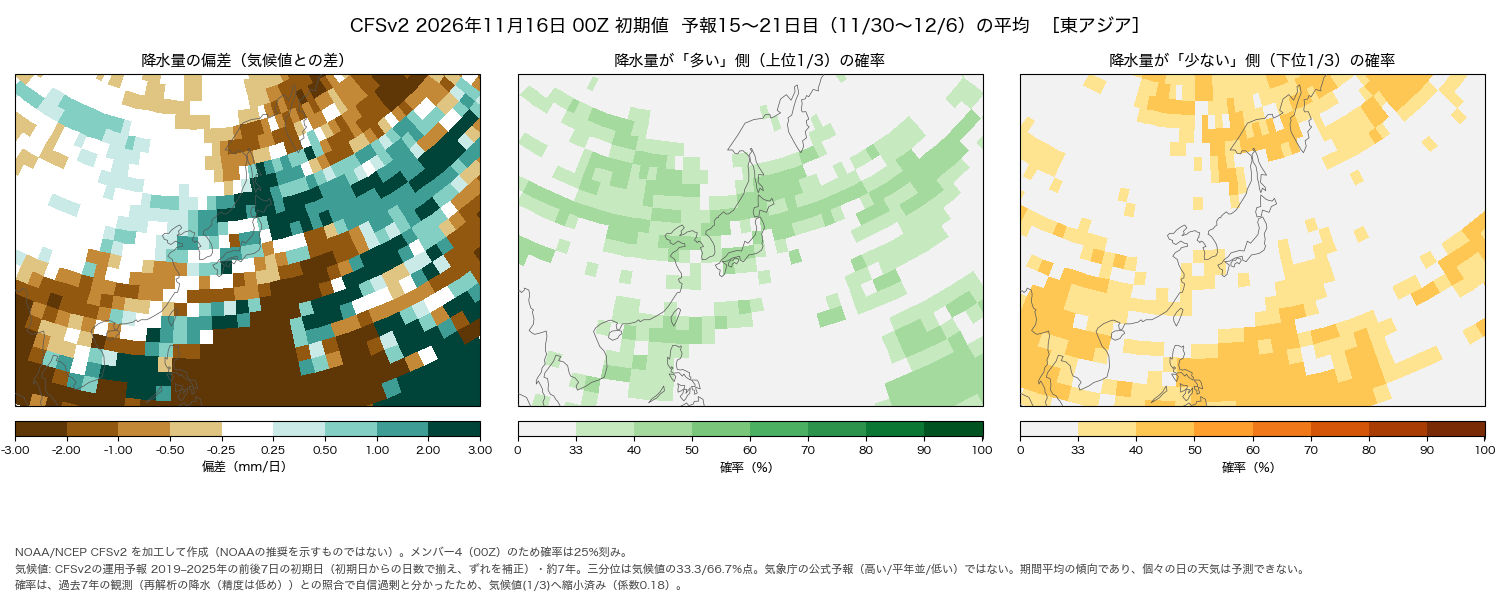 CFSv2 2026年11月16日 00Z 初期値 予報15～21日目（11/30～12/6）の平均 ［東アジア］
降水量の偏差（気候値との差）
降水量が「多い」側（上位1/3）の確率
降水量が「少ない」側（下位1/3）の確率
-3.00 -2.00 -1.00 -0.50 -0.25 0.25 0.50 1.00 2.00 3.00
偏差（mm/日）
0 33 40 50 60 70 80 90 100
確率（%）
0 33 40 50 60 70 80 90 100
確率（%）
NOAA/NCEP CFSv2 を加工して作成（NOAAの推奨を示すものではない）。メンバー4（00Z）のため確率は25%刻み。
気候値: CFSv2の運用予報 2019–2025年の前後7日の初期日（初期日からの日数で揃え、ずれを補正）・約7年。三分位は気候値の33.3/66.7%点。気象庁の公式予報（高い/平年並/低い）ではない。期間平均の傾向であり、個々の日の天気は予測できない。
確率は、過去7年の観測（再解析の降水（精度は低め））との照合で自信過剰と分かったため、気候値(1/3)へ縮小済み（係数0.18）。